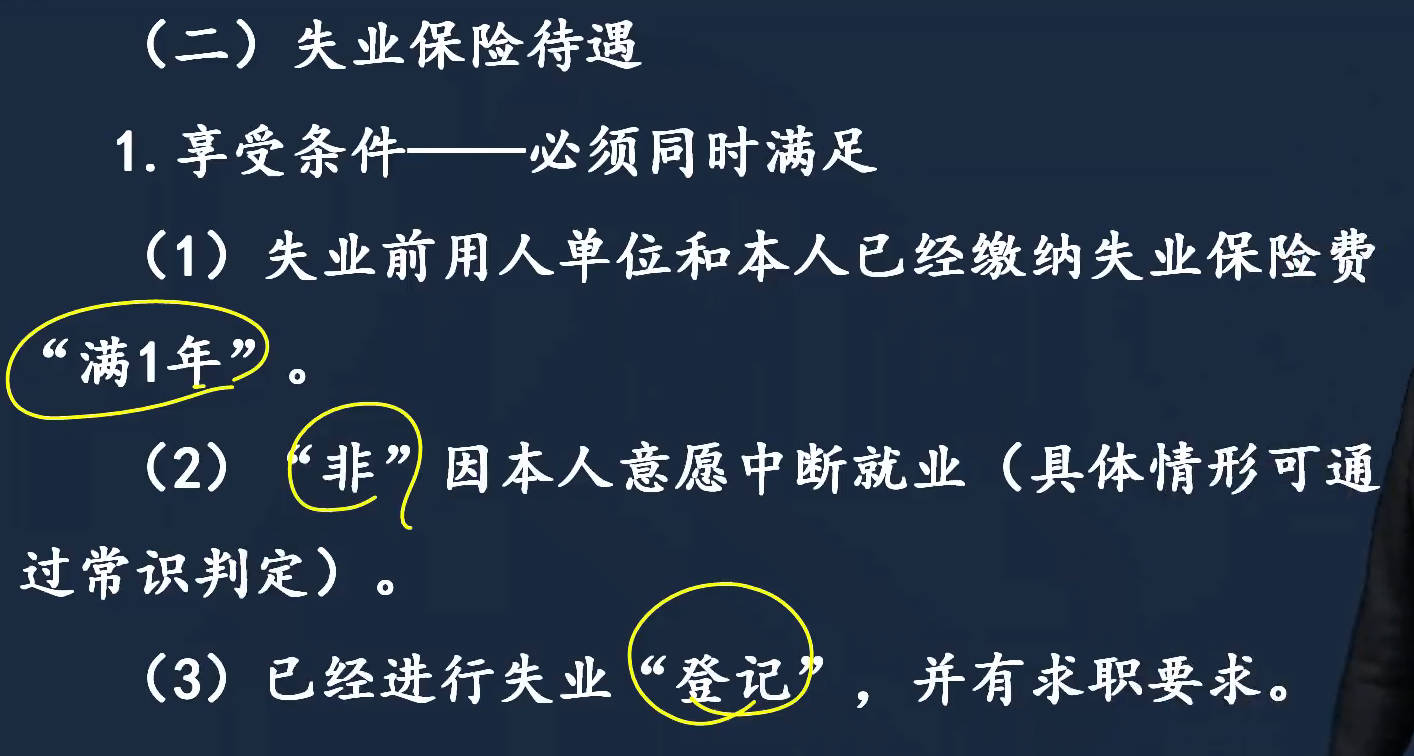 （二）失业保险待遇
1.享受条件——必须同时满足
（1）失业前用人单位和本人已经缴纳失业保险费
“满1年”。
（2）“非”因本人意愿中断就业（具体情形可通
过常识判定）。
（3）已经进行失业“登记”，并有求职要求。